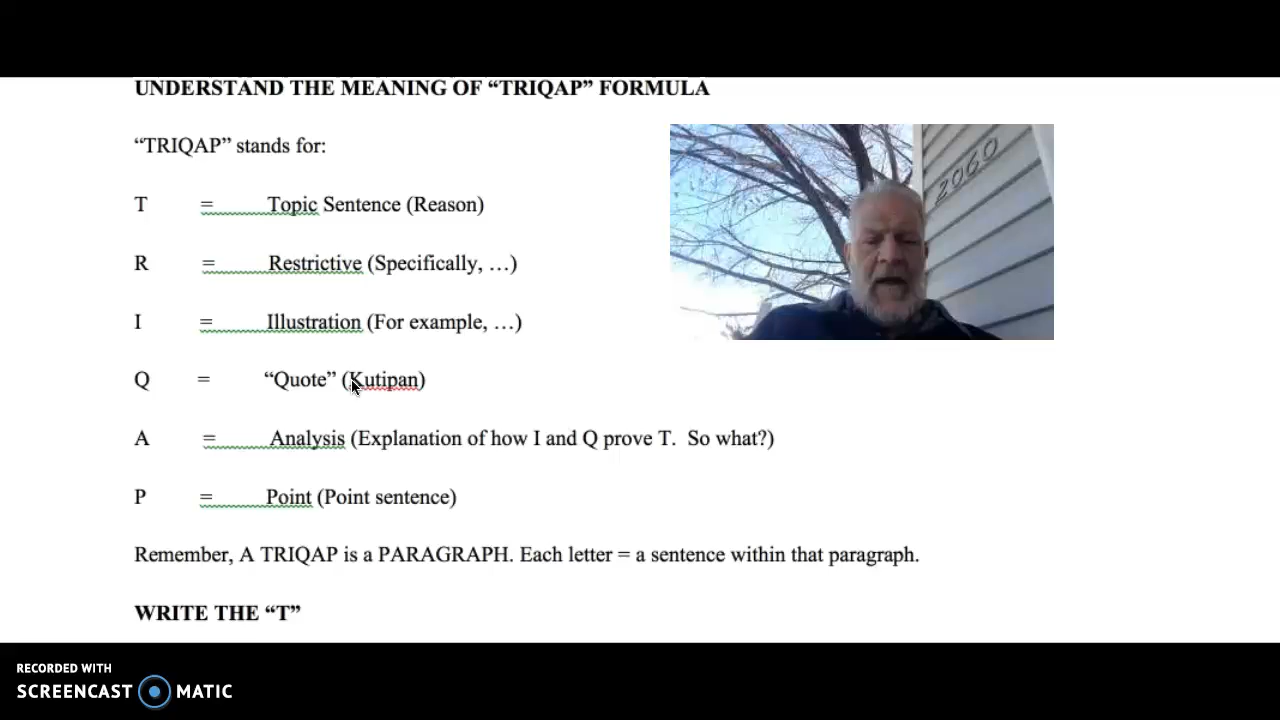 UNDERSTAND THE MEANING OF “TRIQAP” FORMULA
“TRIQAP” stands for:
T = Topic Sentence (Reason)
R = Restrictive (Specifically, …)
I = Illustration (For example, …)
Q = “Quote” (Kutipan)
A = Analysis (Explanation of how I and Q prove T.  So what?)
P = Point (Point sentence)
Remember, A TRIQAP is a PARAGRAPH. Each letter = a sentence within that paragraph.
WRITE THE “T”
2060
RECORDED WITH
SCREENCAST MATIC